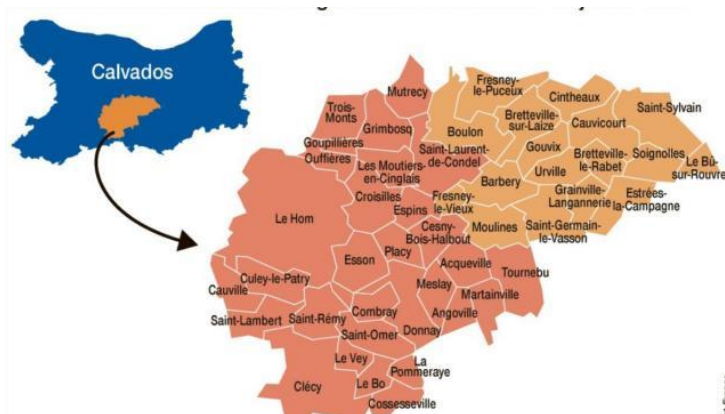 Calvados
Mutrecy
Fresney-
le-Puceux
Cintheaux
Saint-Sylvain
Trois-
Monts
Grimbosq
Boulon
Bretteville-
sur-Laize
Cauvicourt
Goupillières
Ouffières
Saint-Laurent-
de-Condel
Gouvix
Bretteville-
le-Rabet
Soignolles
Le Bû-
sur-Rouvre
Les Moutiers-
en-Cinglais
Barbery
Urville
Grainville-
Langannerie
Estrées-
la-Campagne
Croisilles
Espins
Fresney-
le-Vieux
Le Hom
Cesny-
Bois-Halbout
Moulines
Saint-Germain-
le-Vasson
Esson
Placy
Acqueville
Tournebu
Culey-le-Patry
Cauville
Meslay
Martainville
Saint-Lambert
Saint-Rémy
Combray
Angoville
Saint-Omer
Donnay
Le Vey
La
Pommeraye
Clécy
Le Bo
Cossesseville